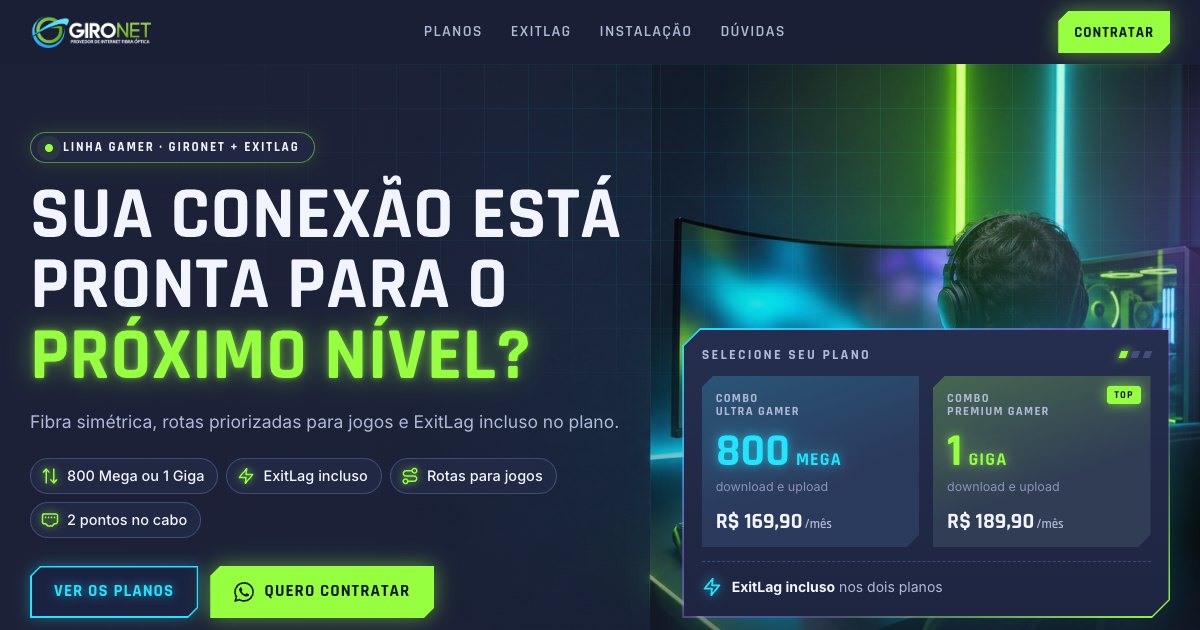 GIRONET
PROVEDOR DE INTERNET FIBRA ÓPTICA
PLANOS
EXITLAG
INSTALAÇÃO
DÚVIDAS
CONTRATAR
LINHA GAMER · GIRONET + EXITLAG
SUA CONEXÃO ESTÁ
PRONTA PARA O
PRÓXIMO NÍVEL?
Fibra simétrica, rotas priorizadas para jogos e ExitLag incluso no plano.
800 Mega ou 1 Giga
ExitLag incluso
Rotas para jogos
2 pontos no cabo
VER OS PLANOS
QUERO CONTRATAR
SELECIONE SEU PLANO
COMBO
ULTRA GAMER
800 MEGA
download e upload
R$ 169,90 /mês
COMBO
PREMIUM GAMER
TOP
1 GIGA
download e upload
R$ 189,90 /mês
ExitLag incluso nos dois planos